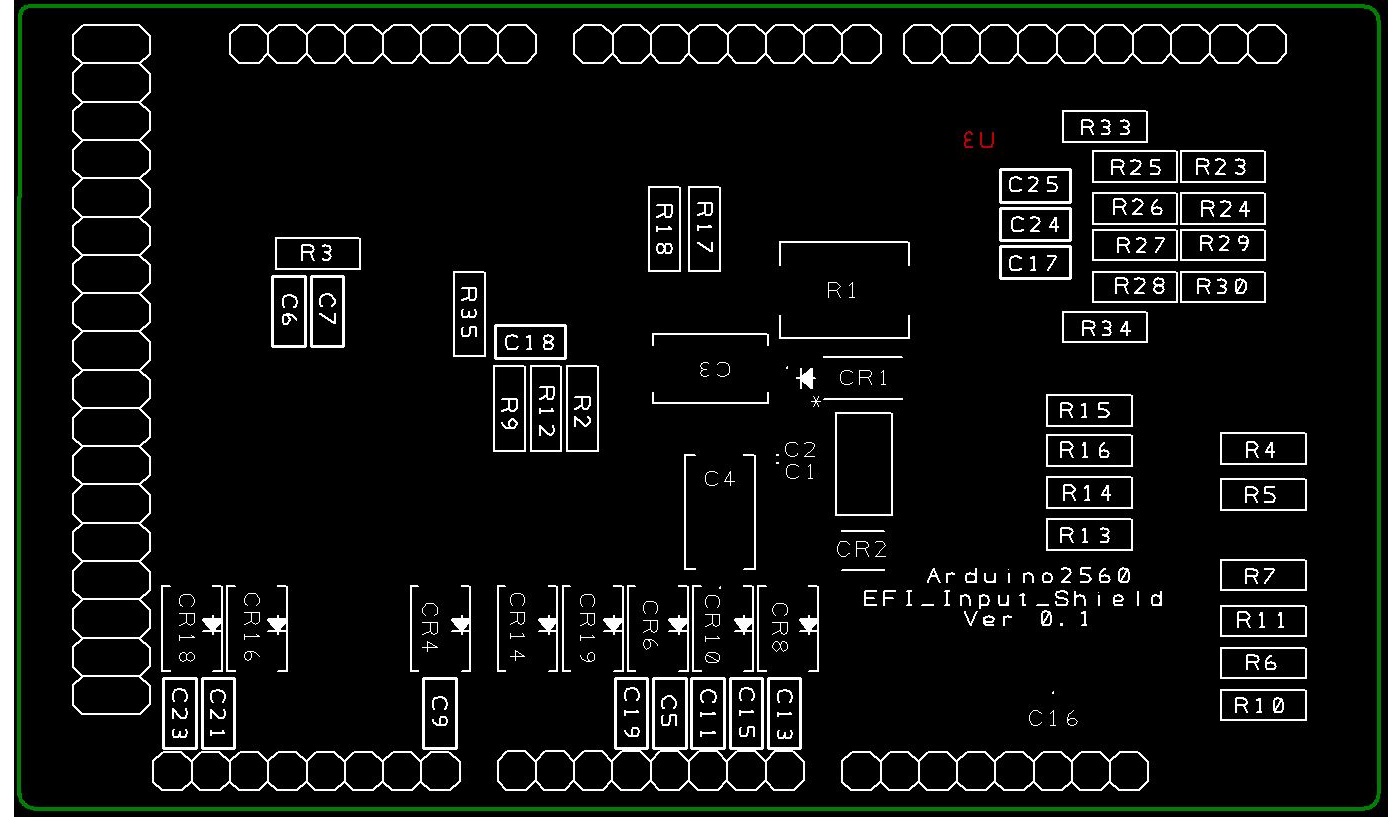 R33
U3
R25 R23
C25
R26 R24
C24
R18 R17
R27 R29
R3
C17
R28 R30
R1
C6 C7
R35
R34
C18
C3
CR1
*
R9 R12 R2
R15
C2
R16
R4
C1
C4
R14
R5
R13
CR2
Arduino2560
EFI_Input_Shield
Ver 0.1
R7
R11
CR18 CR16 CR4 CR14 CR19 CR6 CR10 CR8
R6
R10
C23 C21 C9 C19 C5 C11 C15 C13
C16